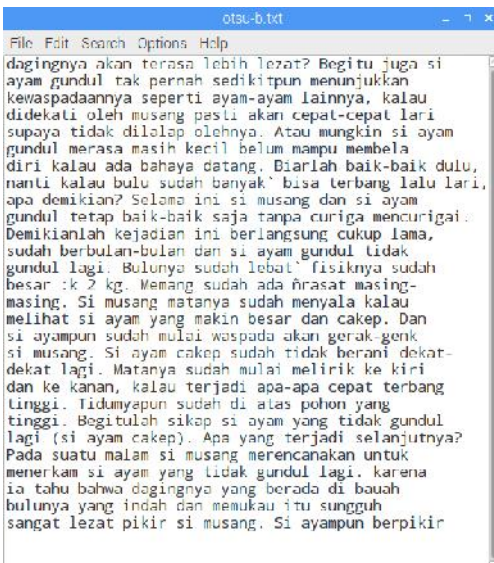 otsu-b.txt
File Edit Search Options Help
dagingnya akan terasa lebih lezat? Begitu juga si
ayam gundul tak pernah sedikitpun menunjukkan
kewaspadaannya seperti ayam-ayam lainnya, kalau
didekati oleh musang pasti akan cepat-cepat lari
supaya tidak dilalap olehnya. Atau mungkin si ayam
gundul merasa masih kecil belum mampu membela
diri kalau ada bahaya datang. Biarlah baik-baik dulu,
nanti kalau bulu sudah banyak` bisa terbang lalu lari,
apa demikian? Selama ini si musang dan si ayam
gundul tetap baik-baik saja tanpa curiga mencurigai.
Demikianlah kejadian ini berlangsung cukup lama,
sudah berbulan-bulan dan si ayam gundul tidak
gundul lagi. Bulunya sudah lebat` fisiknya sudah
besar :k 2 kg. Memang sudah ada ñrasat masing-
masing. Si musang matanya sudah menyala kalau
melihat si ayam yang makin besar dan cakep. Dan
si ayampun sudah mulai waspada akan gerak-genk
si musang. Si ayam cakep sudah tidak berani dekat-
dekat lagi. Matanya sudah mulai melirik ke kiri
dan ke kanan, kalau terjadi apa-apa cepat terbang
tinggi. Tidumyapun sudah di atas pohon yang
tinggi. Begitulah sikap si ayam yang tidak gundul
lagi (si ayam cakep). Apa yang terjadi selanjutnya?
Pada suatu malam si musang merencanakan untuk
menerkam si ayam yang tidak gundul lagi. karena
ia tahu bahwa dagingnya yang berada di bauah
bulunya yang indah dan memukau itu sungguh
sangat lezat pikir si musang. Si ayampun berpikir